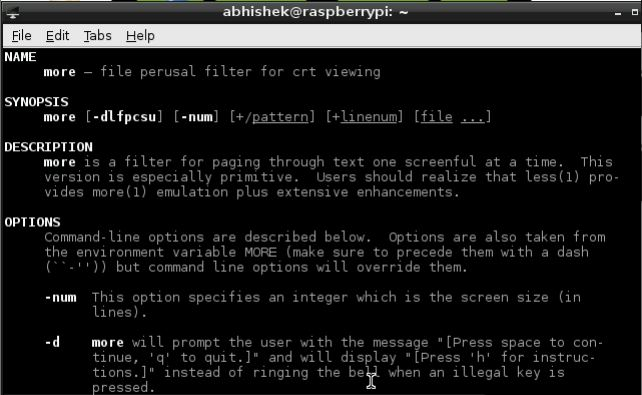 abhishek@raspberrypi: ~
File Edit Tabs Help
NAME
more — file perusal filter for crt viewing
SYNOPSIS
more [-dlfpcsu] [-num] [+/pattern] [+linenum] [file ...]
DESCRIPTION
more is a filter for paging through text one screenful at a time. This
version is especially primitive. Users should realize that less(1) pro-
vides more(1) emulation plus extensive enhancements.
OPTIONS
Command-line options are described below. Options are also taken from
the environment variable MORE (make sure to precede them with a dash
(``-'')) but command line options will override them.
-num This option specifies an integer which is the screen size (in
lines).
-d more will prompt the user with the message "[Press space to con-
tinue, 'q' to quit.]" and will display "[Press 'h' for instruc-
tions.]" instead of ringing the bell when an illegal key is
pressed.